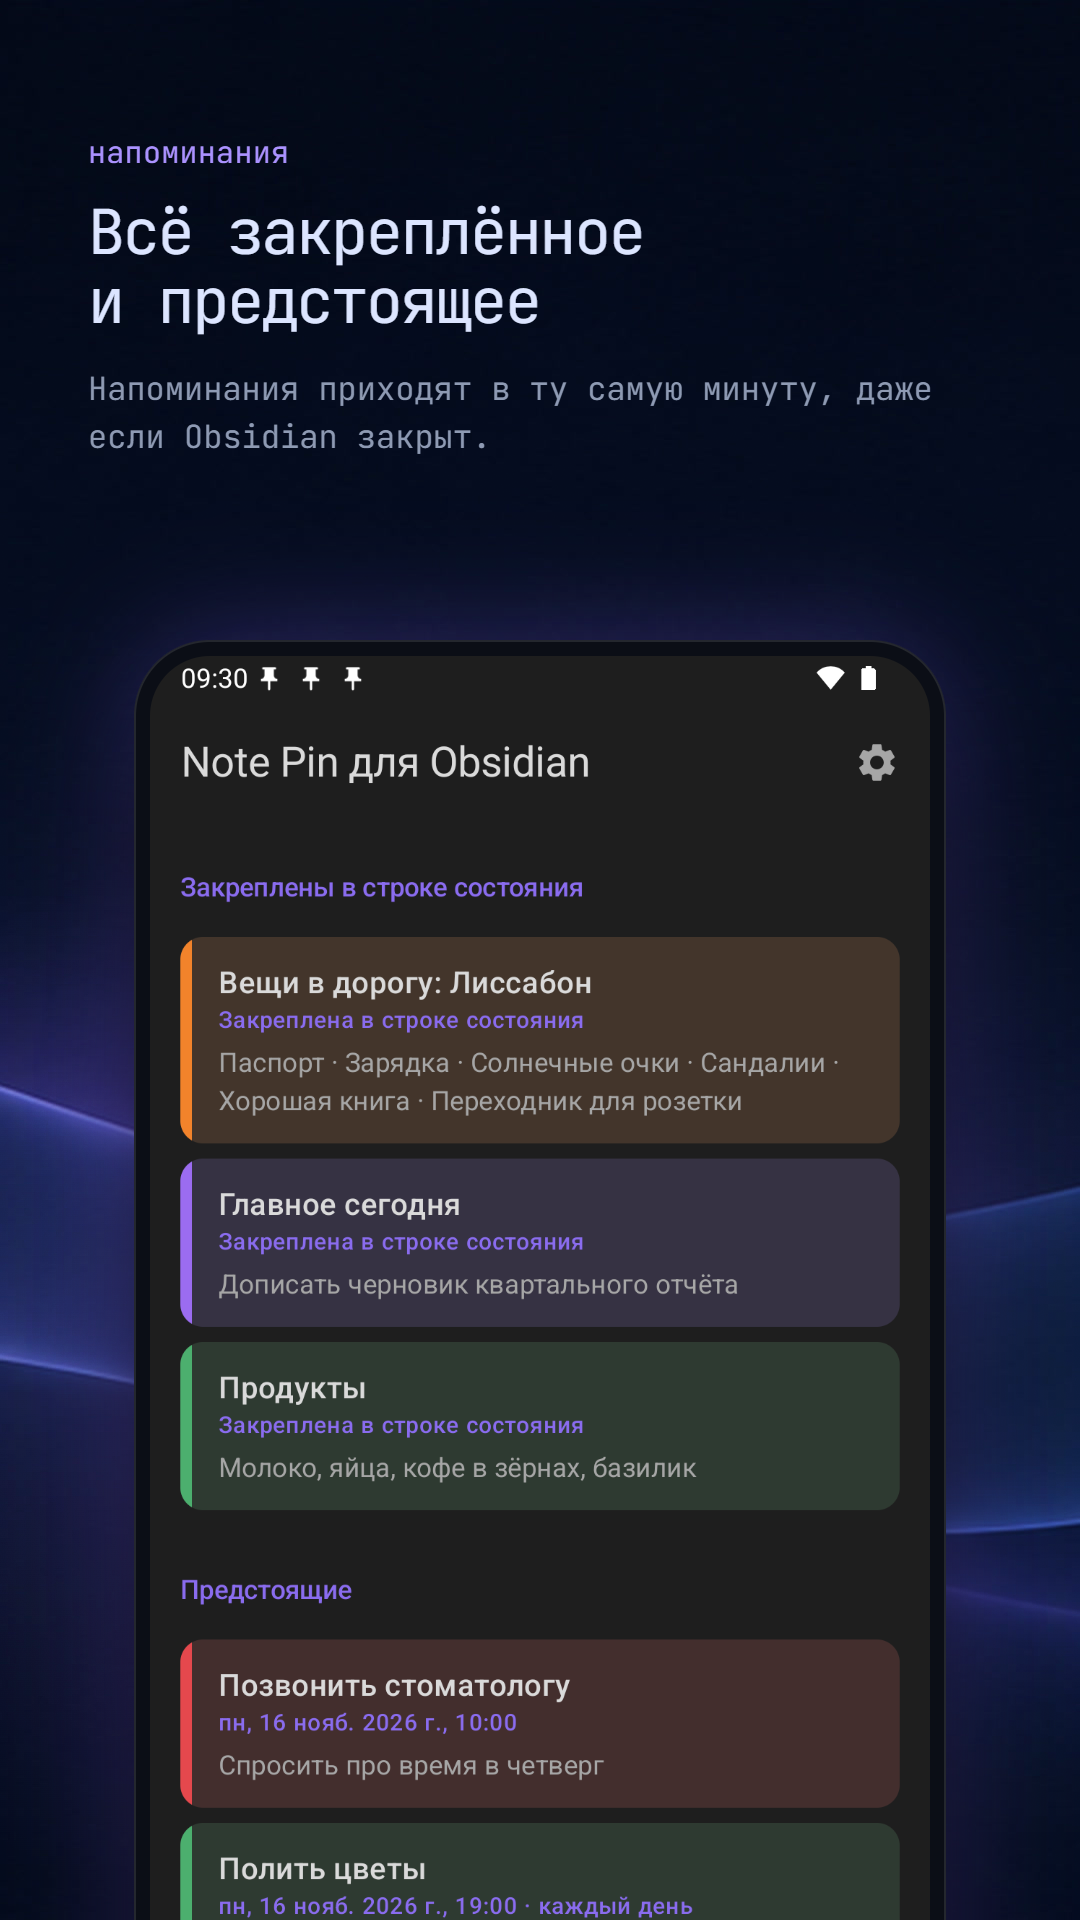 напоминания
Всё закреплённое
и предстоящее
Напоминания приходят в ту самую минуту, даже
если Obsidian закрыт.
09:30
Note Pin для Obsidian
Закреплены в строке состояния
Вещи в дорогу: Лиссабон
Закреплена в строке состояния
Паспорт · Зарядка · Солнечные очки · Сандалии ·
Хорошая книга · Переходник для розетки
Главное сегодня
Закреплена в строке состояния
Дописать черновик квартального отчёта
Продукты
Закреплена в строке состояния
Молоко, яйца, кофе в зёрнах, базилик
Предстоящие
Позвонить стоматологу
пн, 16 нояб. 2026 г., 10:00
Спросить про время в четверг
Полить цветы
пн, 16 нояб. 2026 г., 19:00 · каждый день